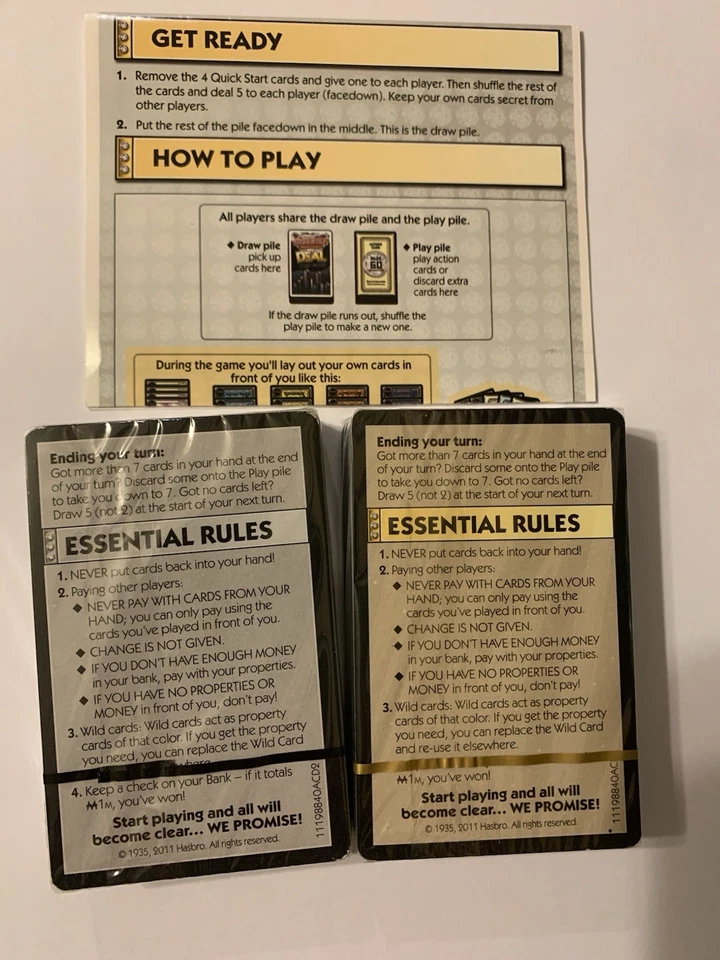 GET READY
1. Remove the 4 Quick Start cards and give one to each player. Then shuffle the rest of
the cards and deal 5 to each player (facedown). Keep your own cards secret from
other players.
2. Put the rest of the pile facedown in the middle. This is the draw pile.
HOW TO PLAY
All players share the draw pile and the play pile.
◆ Draw pile
pick up
cards here
DEAL
GO
◆ Play pile
play action
cards or
discard extra
cards here
If the draw pile runs out, shuffle the
play pile to make a new one.
During the game you'll lay out your own cards in
front of you like this:
Ending your turn:
Got more than 7 cards in your hand at the end
of your turn? Discard some onto the Play pile
to take you down to 7. Got no cards left?
Draw 5 (not 2) at the start of your next turn.
ESSENTIAL RULES
1. NEVER put cards back into your hand!
2. Paying other players:
◆ NEVER PAY WITH CARDS FROM YOUR
HAND; you can only pay using the
cards you've played in front of you.
◆ CHANGE IS NOT GIVEN.
◆ IF YOU DON'T HAVE ENOUGH MONEY
in your bank, pay with your properties.
◆ IF YOU HAVE NO PROPERTIES OR
MONEY in front of you, don't pay!
3. Wild cards: Wild cards act as property
cards of that color. If you get the property
you need, you can replace the Wild Card
4. Keep a check on your Bank – if it totals
₩1M, you've won!
Start playing and all will
become clear... WE PROMISE!
© 1935, 2011 Hasbro. All rights reserved.
11198840ACD2
Ending your turn:
Got more than 7 cards in your hand at the end
of your turn? Discard some onto the Play pile
to take you down to 7. Got no cards left?
Draw 5 (not 2) at the start of your next turn.
ESSENTIAL RULES
1. NEVER put cards back into your hand!
2. Paying other players:
◆ NEVER PAY WITH CARDS FROM YOUR
HAND; you can only pay using the
cards you've played in front of you.
◆ CHANGE IS NOT GIVEN.
◆ IF YOU DON'T HAVE ENOUGH MONEY
in your bank, pay with your properties.
◆ IF YOU HAVE NO PROPERTIES OR
MONEY in front of you, don't pay!
3. Wild cards: Wild cards act as property
cards of that color. If you get the property
you need, you can replace the Wild Card
and re-use it elsewhere.
₩1M, you've won!
Start playing and all will
become clear... WE PROMISE!
© 1935, 2011 Hasbro. All rights reserved.
11198840AC